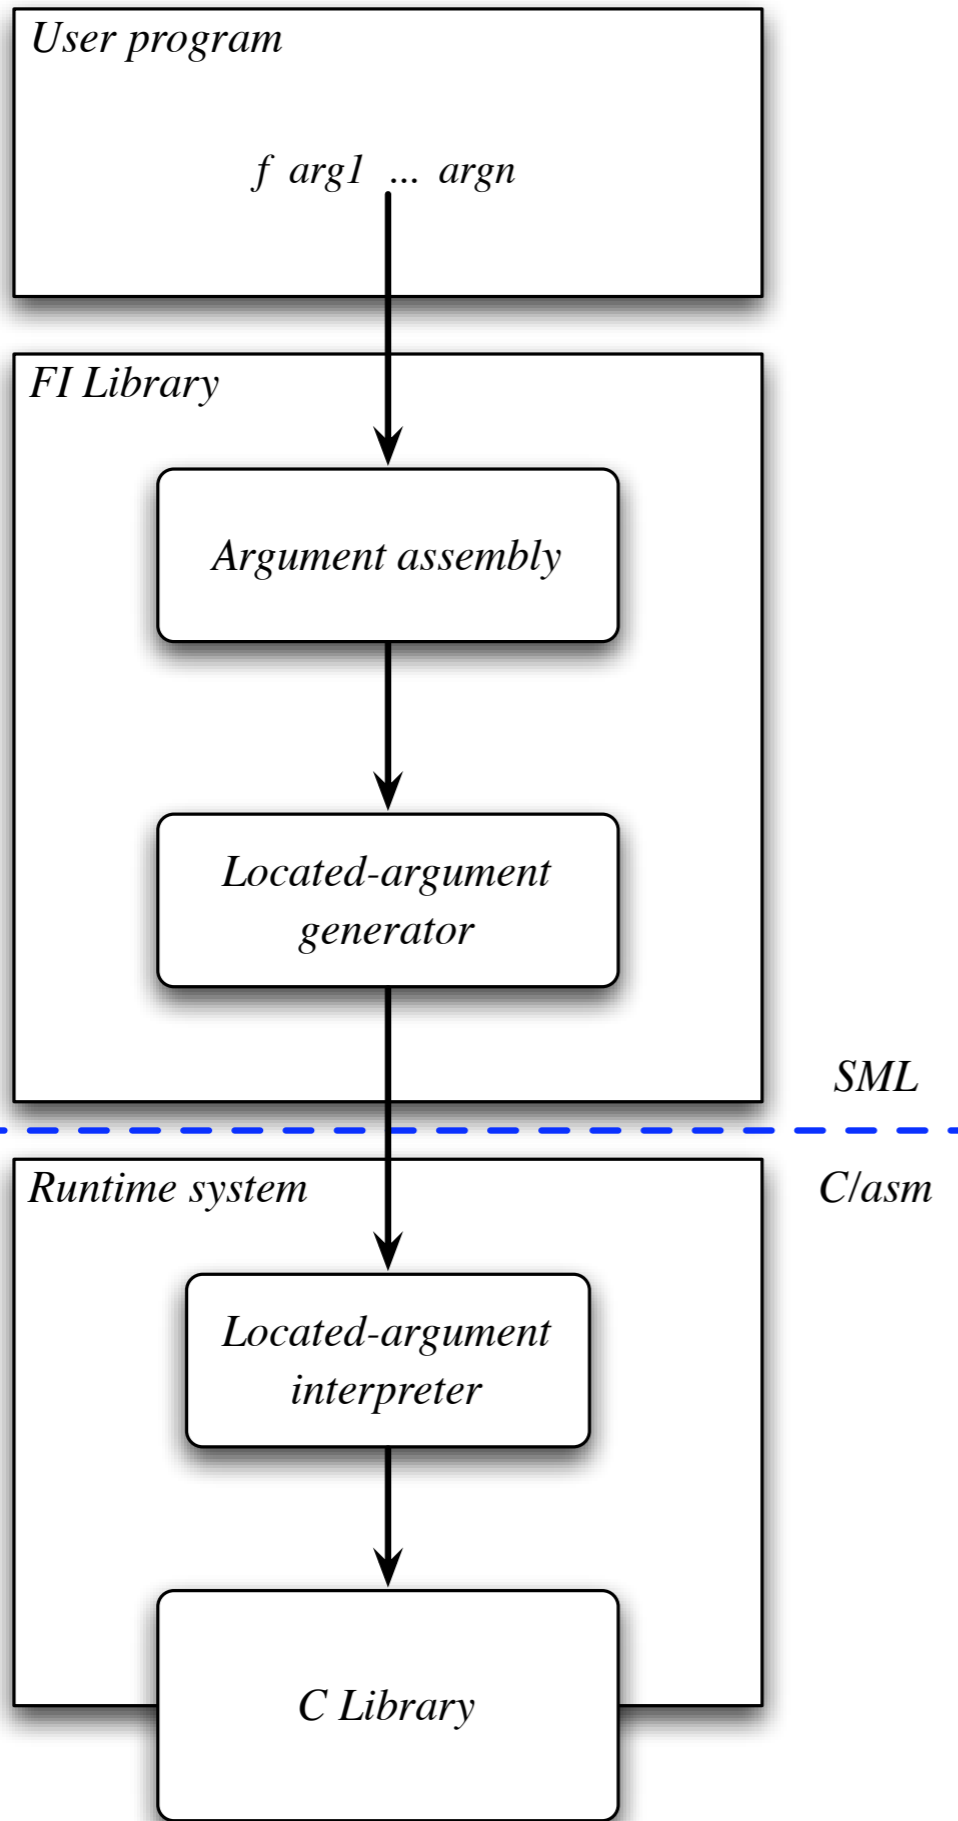 User program
f arg1 ... argn
FI Library
Argument assembly
Located-argument
generator
SML
Runtime system
C/asm
Located-argument
interpreter
C Library